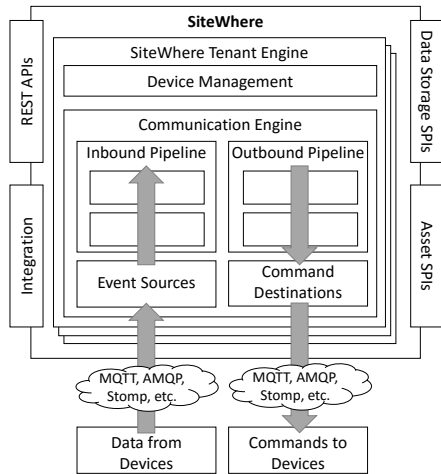 SiteWhere
REST APIs
Integration
Data Storage SPIs
Asset SPIs
SiteWhere Tenant Engine
Device Management
Communication Engine
Inbound Pipeline
Outbound Pipeline
Event Sources
Command
Destinations
MQTT, AMQP,
Stomp, etc.
MQTT, AMQP,
Stomp, etc.
Data from
Devices
Commands to
Devices